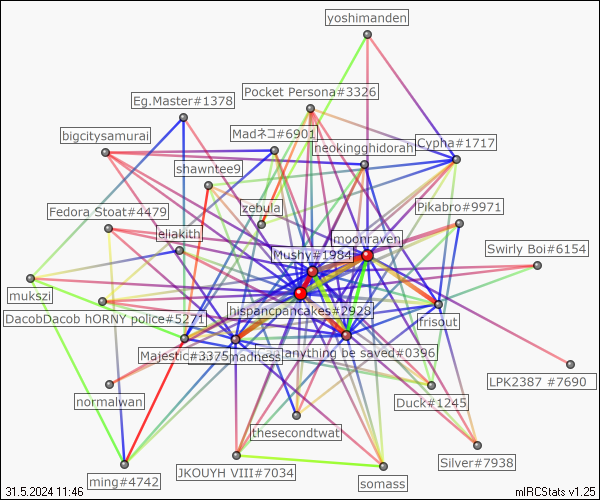 yoshimanden
Pocket Persona#3326
Eg.Master#1378
Madネコ#6901
bigcitysamurai
neokingghidorah
Cypha#1717
shawntee9
zebula
Pikabro#9971
Fedora Stoat#4479
eliakith
moonraven
Swirly Boi#6154
Mushy#1984
mukszi
hispancpancakes#2928
DacobDacob hORNY police#5271
frisout
Majestic#3375
madness
anything be saved#0396
LPK2387 #7690
normalwan
Duck#1245
thesecondtwat
Silver#7938
JKOUYH VIII#7034
ming#4742
somass
31.5.2024 11:46
mIRCStats v1.25